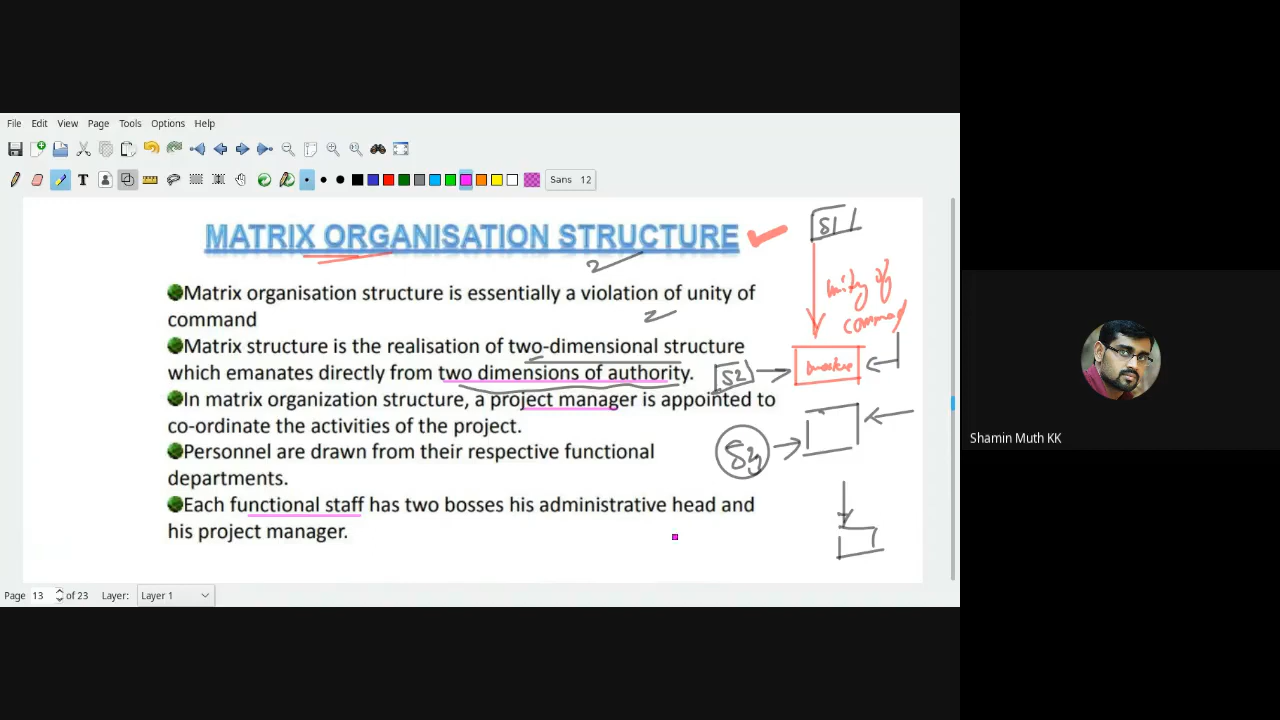 File Edit View Page Tools Options Help
Sans 12
MATRIX ORGANISATION STRUCTURE
Matrix organisation structure is essentially a violation of unity of
command
Matrix structure is the realisation of two-dimensional structure
which emanates directly from two dimensions of authority.
In matrix organization structure, a project manager is appointed to
co-ordinate the activities of the project.
Personnel are drawn from their respective functional
departments.
Each functional staff has two bosses his administrative head and
his project manager.
S1
unity of
command
S2
S3
Page 13 of 23 Layer: Layer 1
Shamin Muth KK